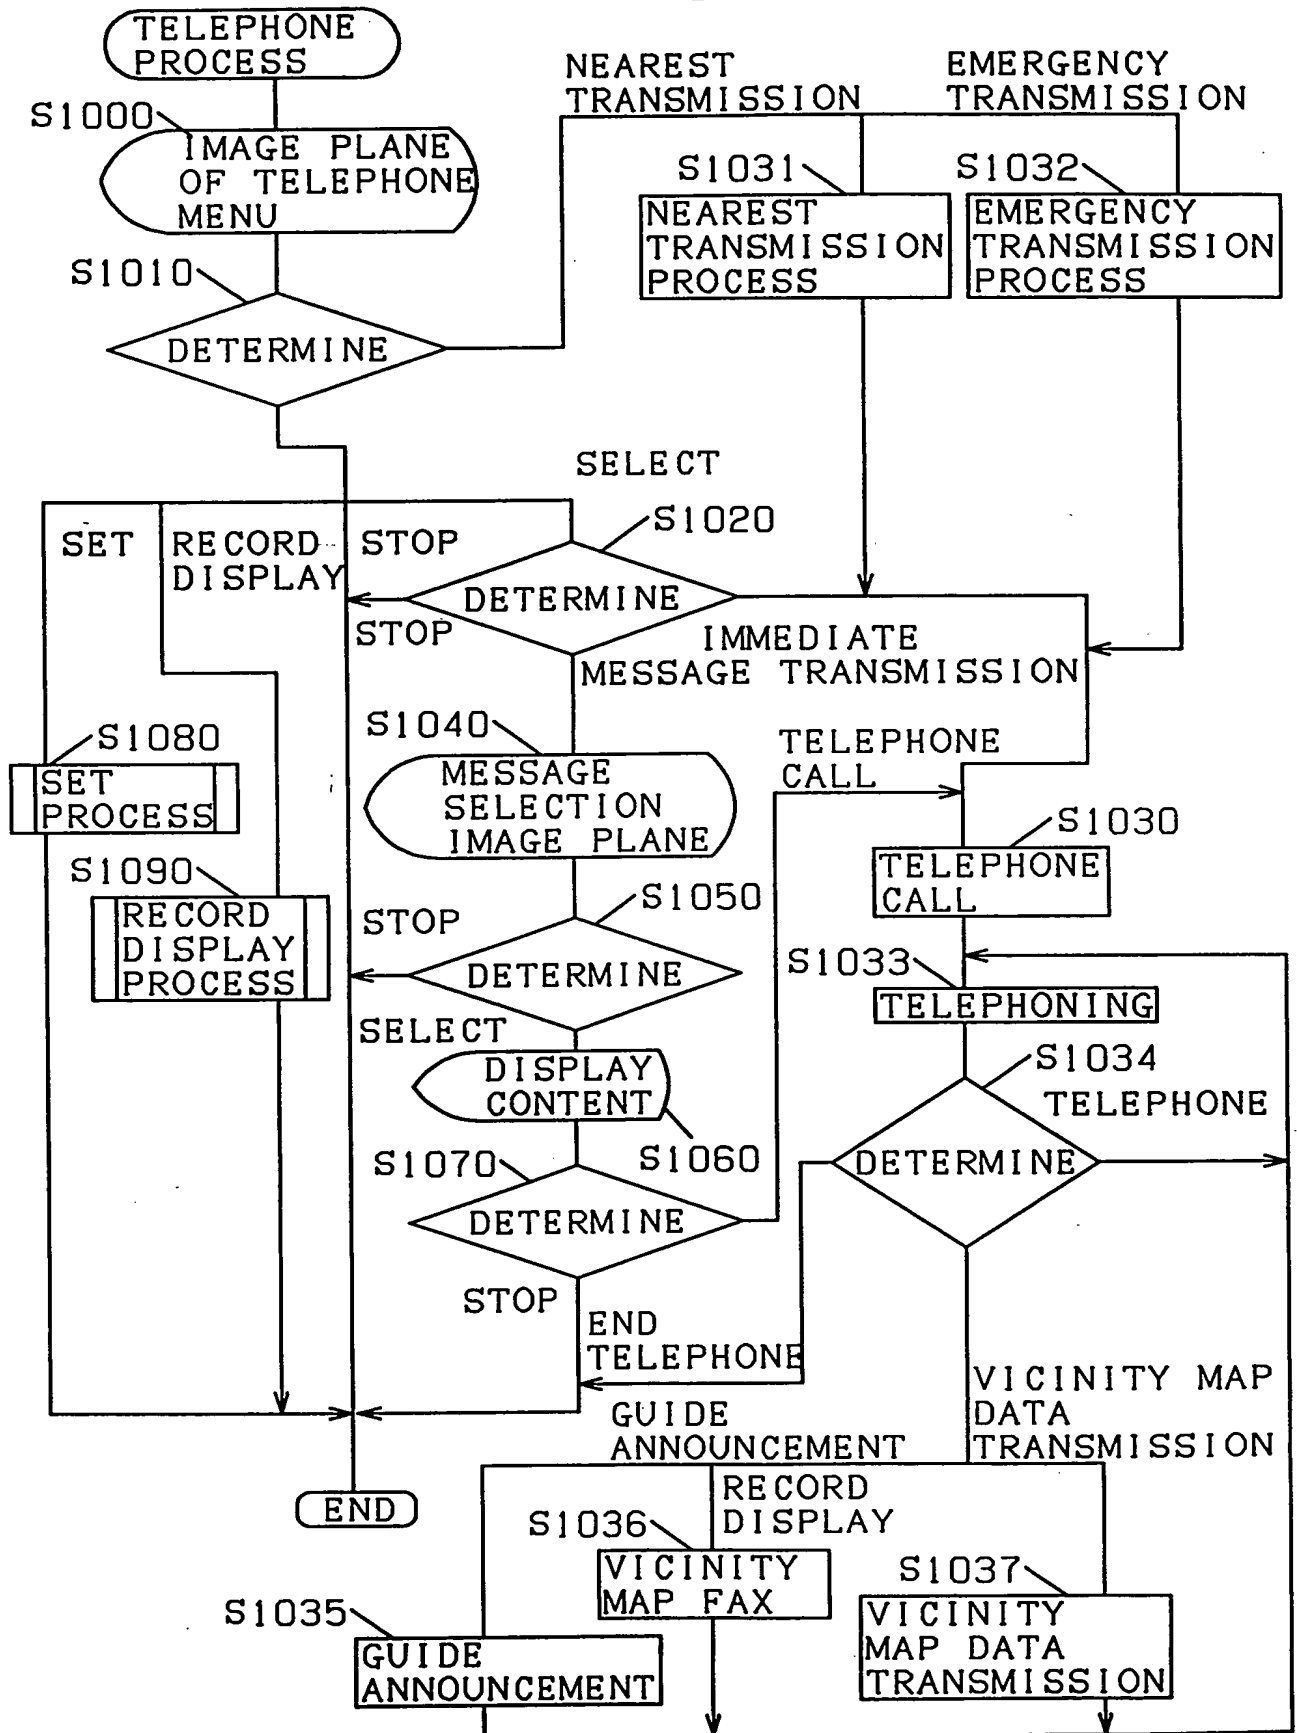 TELEPHONE
PROCESS
NEAREST
TRANSMISSION
EMERGENCY
TRANSMISSION
S1000
IMAGE PLANE
OF TELEPHONE
MENU
S1031
S1032
NEAREST
TRANSMISSION
PROCESS
EMERGENCY
TRANSMISSION
PROCESS
S1010
DETERMINE
SELECT
S1020
SET
RECORD
DISPLAY
STOP
DETERMINE
STOP
IMMEDIATE
MESSAGE TRANSMISSION
S1040
S1080
SET
PROCESS
MESSAGE
SELECTION
IMAGE PLANE
TELEPHONE
CALL
S1030
TELEPHONE
CALL
S1090
RECORD
DISPLAY
PROCESS
S1050
STOP
DETERMINE
S1033
TELEPHONING
SELECT
DISPLAY
CONTENT
S1034
TELEPHONE
S1060
S1070
DETERMINE
DETERMINE
STOP
END
TELEPHONE
VICINITY MAP
DATA
TRANSMISSION
GUIDE
ANNOUNCEMENT
END
RECORD
DISPLAY
S1036
VICINITY
MAP FAX
S1037
VICINITY
MAP DATA
TRANSMISSION
S1035
GUIDE
ANNOUNCEMENT